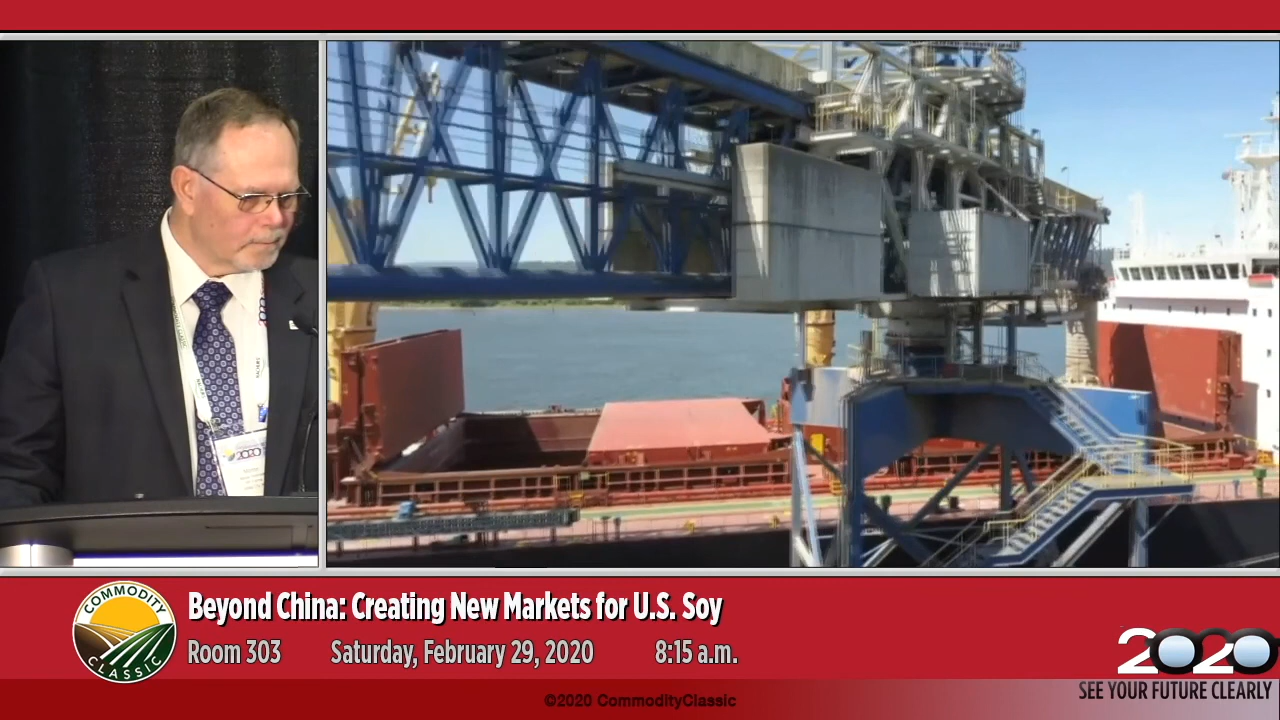 2020
COMMODITY
CLASSIC
Beyond China: Creating New Markets for U.S. Soy
Room 303 Saturday, February 29, 2020 8:15 a.m.
2020
SEE YOUR FUTURE CLEARLY
©2020 CommodityClassic